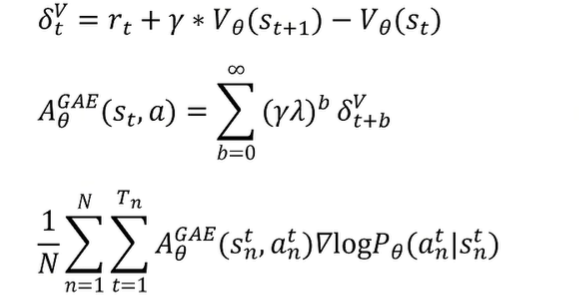 δ_t^V = r_t + γ ∗ V_θ(s_{t+1}) − V_θ(s_t)
A_θ^{GAE}(s_t, a) = ∑_{b=0}^{∞} (γλ)^b δ_{t+b}^V
1/N ∑_{n=1}^{N} ∑_{t=1}^{T_n} A_θ^{GAE}(s_n^t, a_n^t)∇logP_θ(a_n^t|s_n^t)